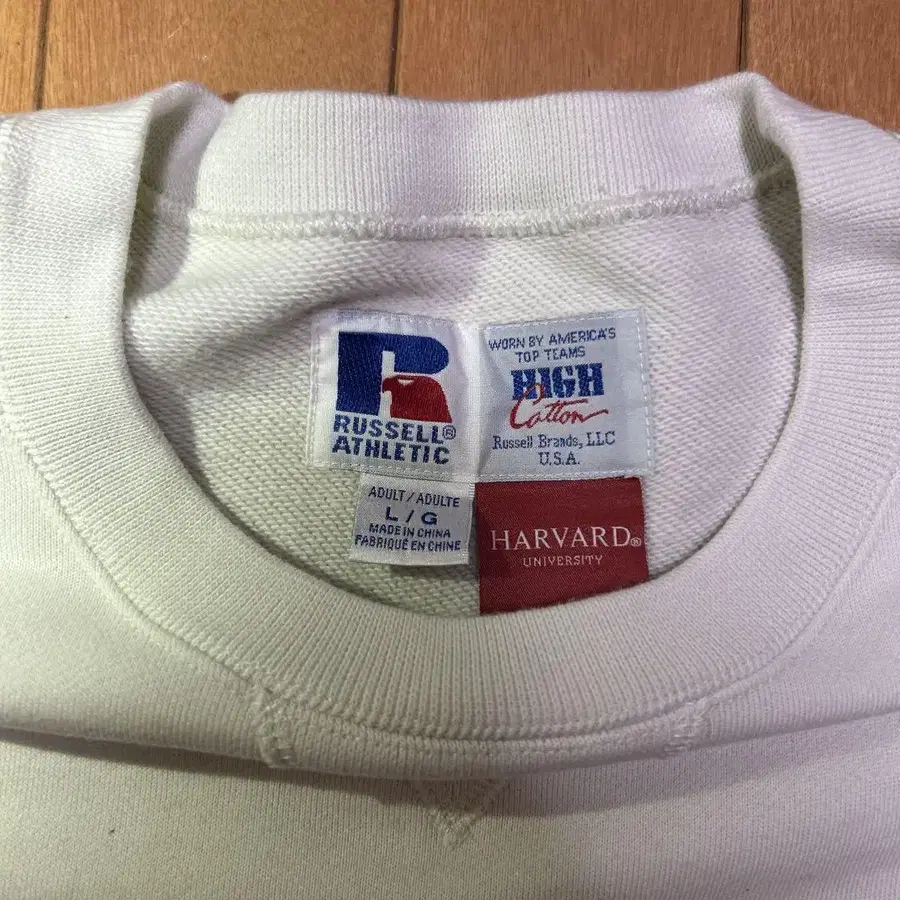 RUSSELL®
ATHLETIC
WORN BY AMERICA'S
TOP TEAMS
HIGH
Cotton
Russell Brands, LLC
U.S.A.
ADULT / ADULTE
L / G
MADE IN CHINA
FABRIQUÉ EN CHINE
HARVARD®
UNIVERSITY